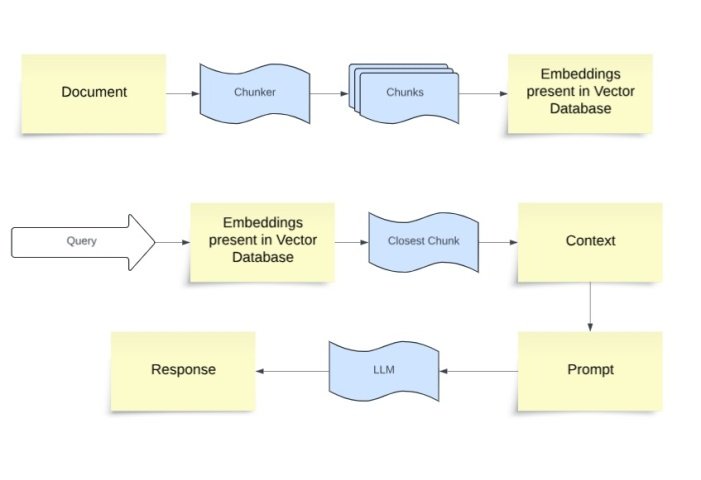 Document
Chunker
Chunks
Embeddings
present in Vector
Database
Query
Embeddings
present in Vector
Database
Closest Chunk
Context
Response
LLM
Prompt